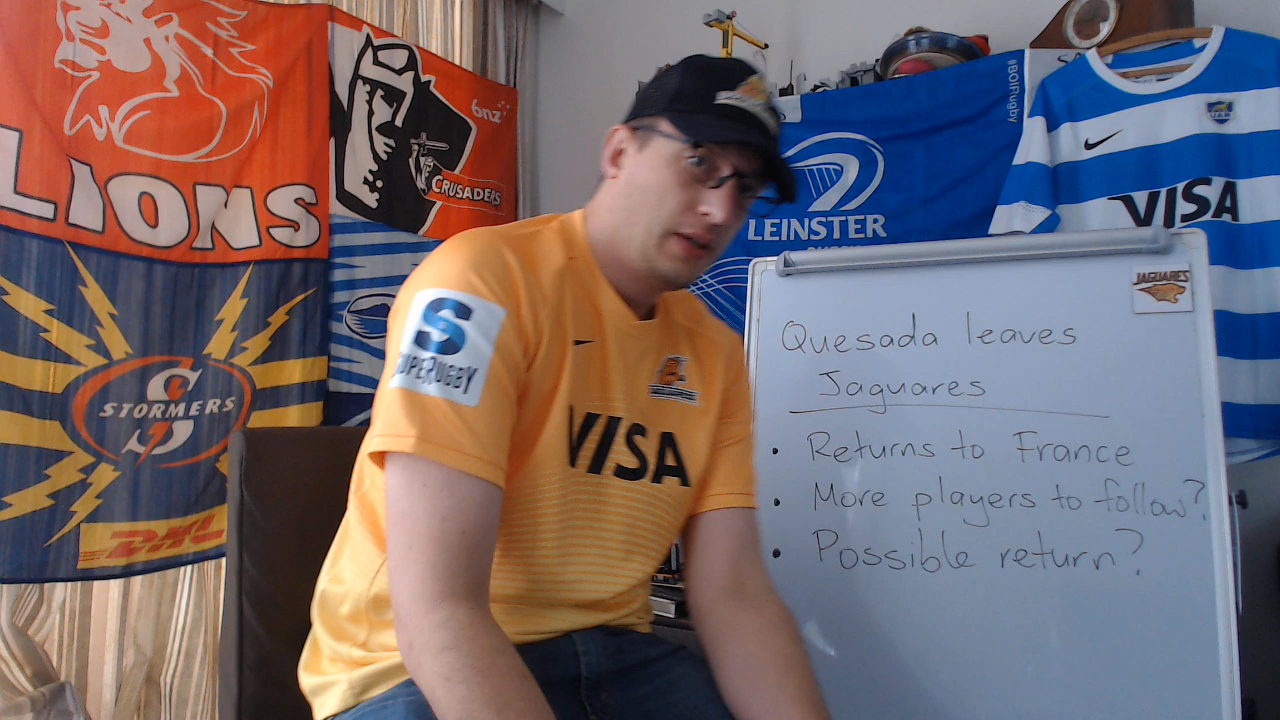 LIONS
bnz
CRUSADERS
STORMERS
DHL
S
SUPERRUGBY
VISA
#BOIRugby
LEINSTER
VISA
JAGUARES
Quesada leaves
Jaguares
• Returns to France
• More players to follow?
• Possible return?